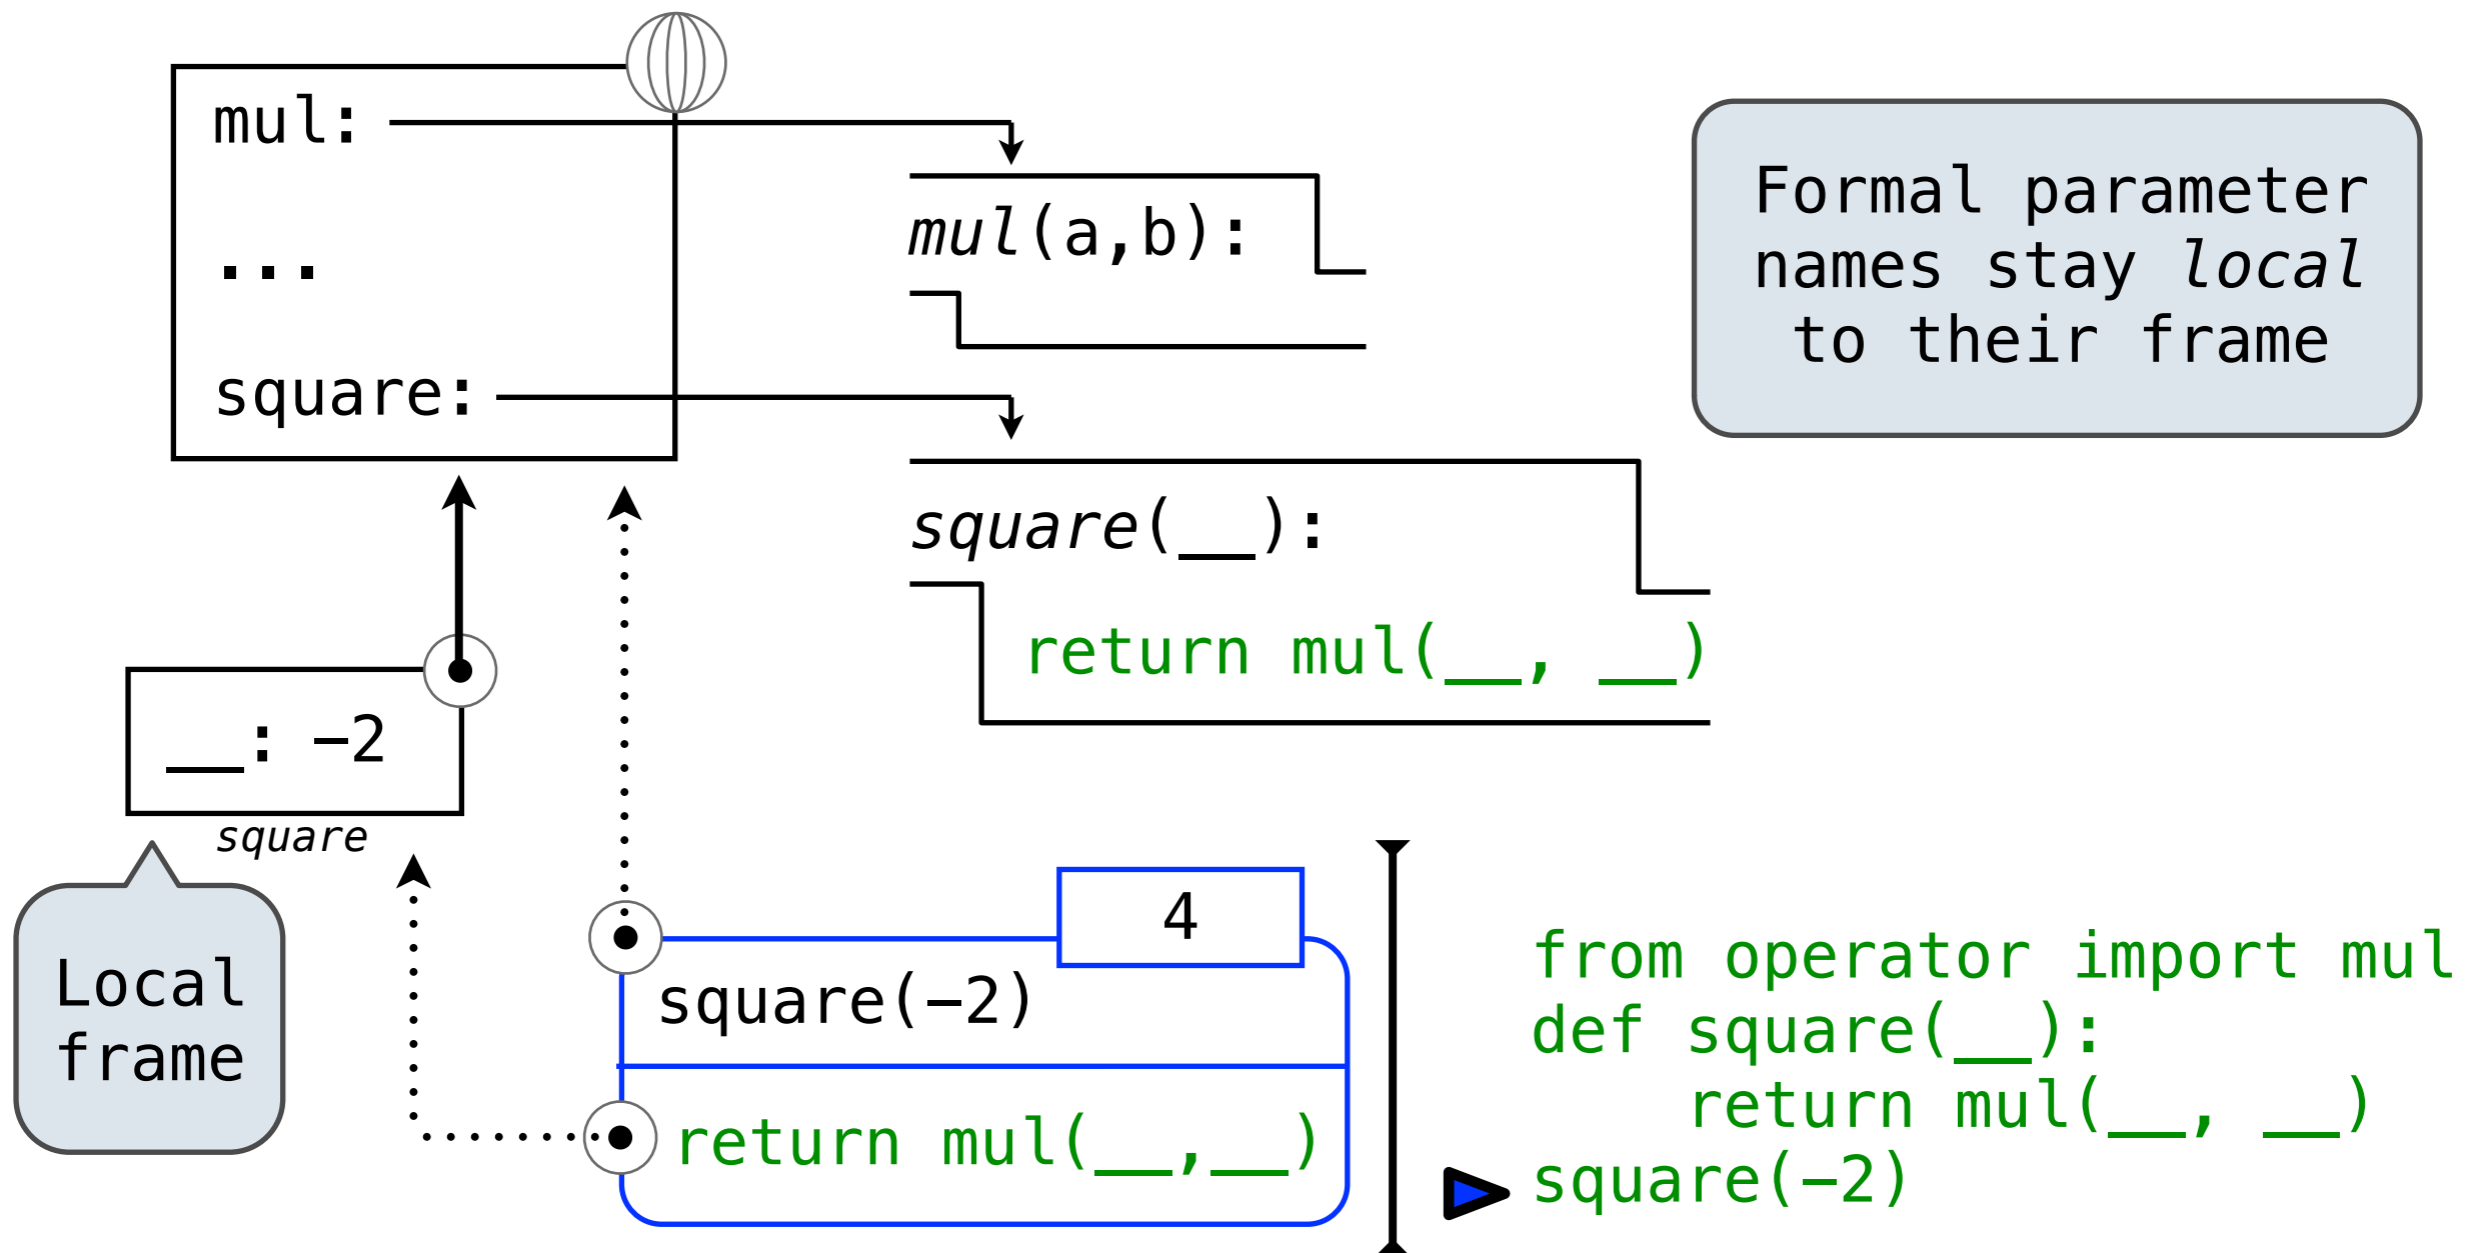 mul:
...
square:
mul(a,b):
Formal parameter
names stay local
to their frame
square(__):
return mul(__, __)
__: −2
square
Local
frame
4
square(−2)
return mul(__,__)
from operator import mul
def square(__):
    return mul(__, __)
square(−2)